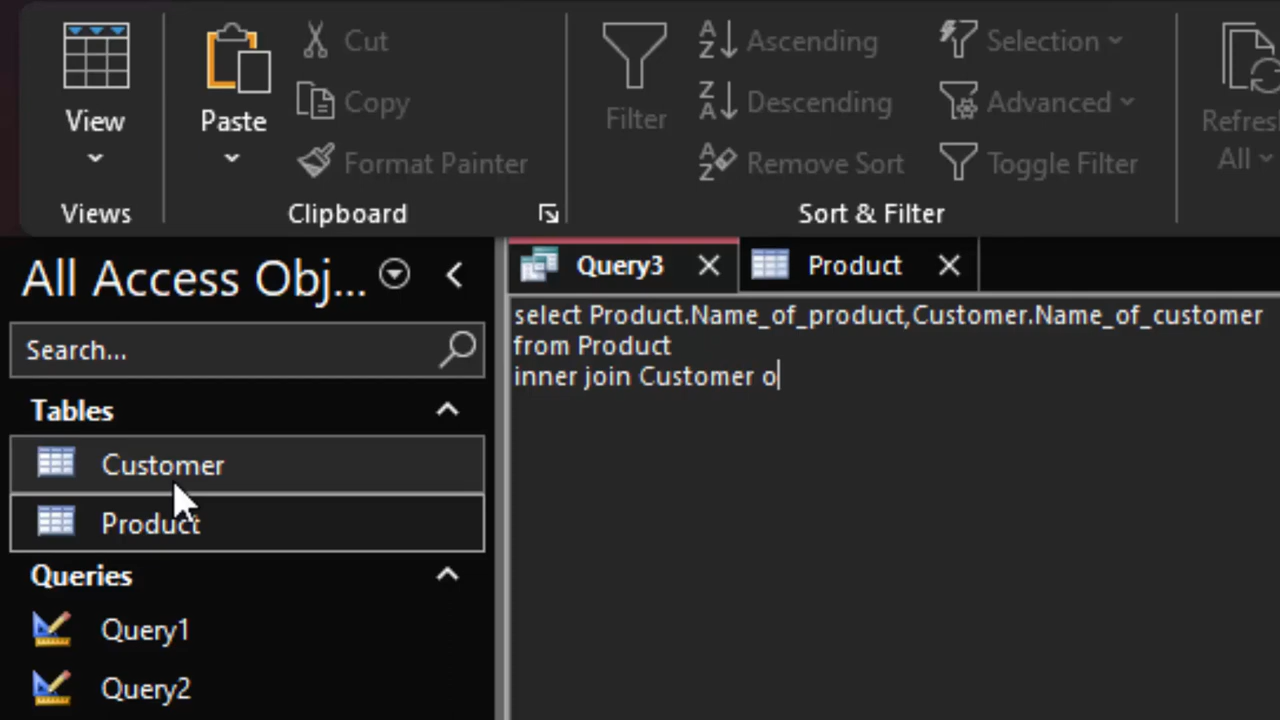 View
Views
Paste
Cut
Copy
Format Painter
Clipboard
Filter
Ascending
Descending
Remove Sort
Selection
Advanced
Toggle Filter
Sort & Filter
All
All Access Obj...
Search...
Tables
Customer
Product
Queries
Query1
Query2
Query3
Product
select Product.Name_of_product,Customer.Name_of_customer
from Product
inner join Customer o